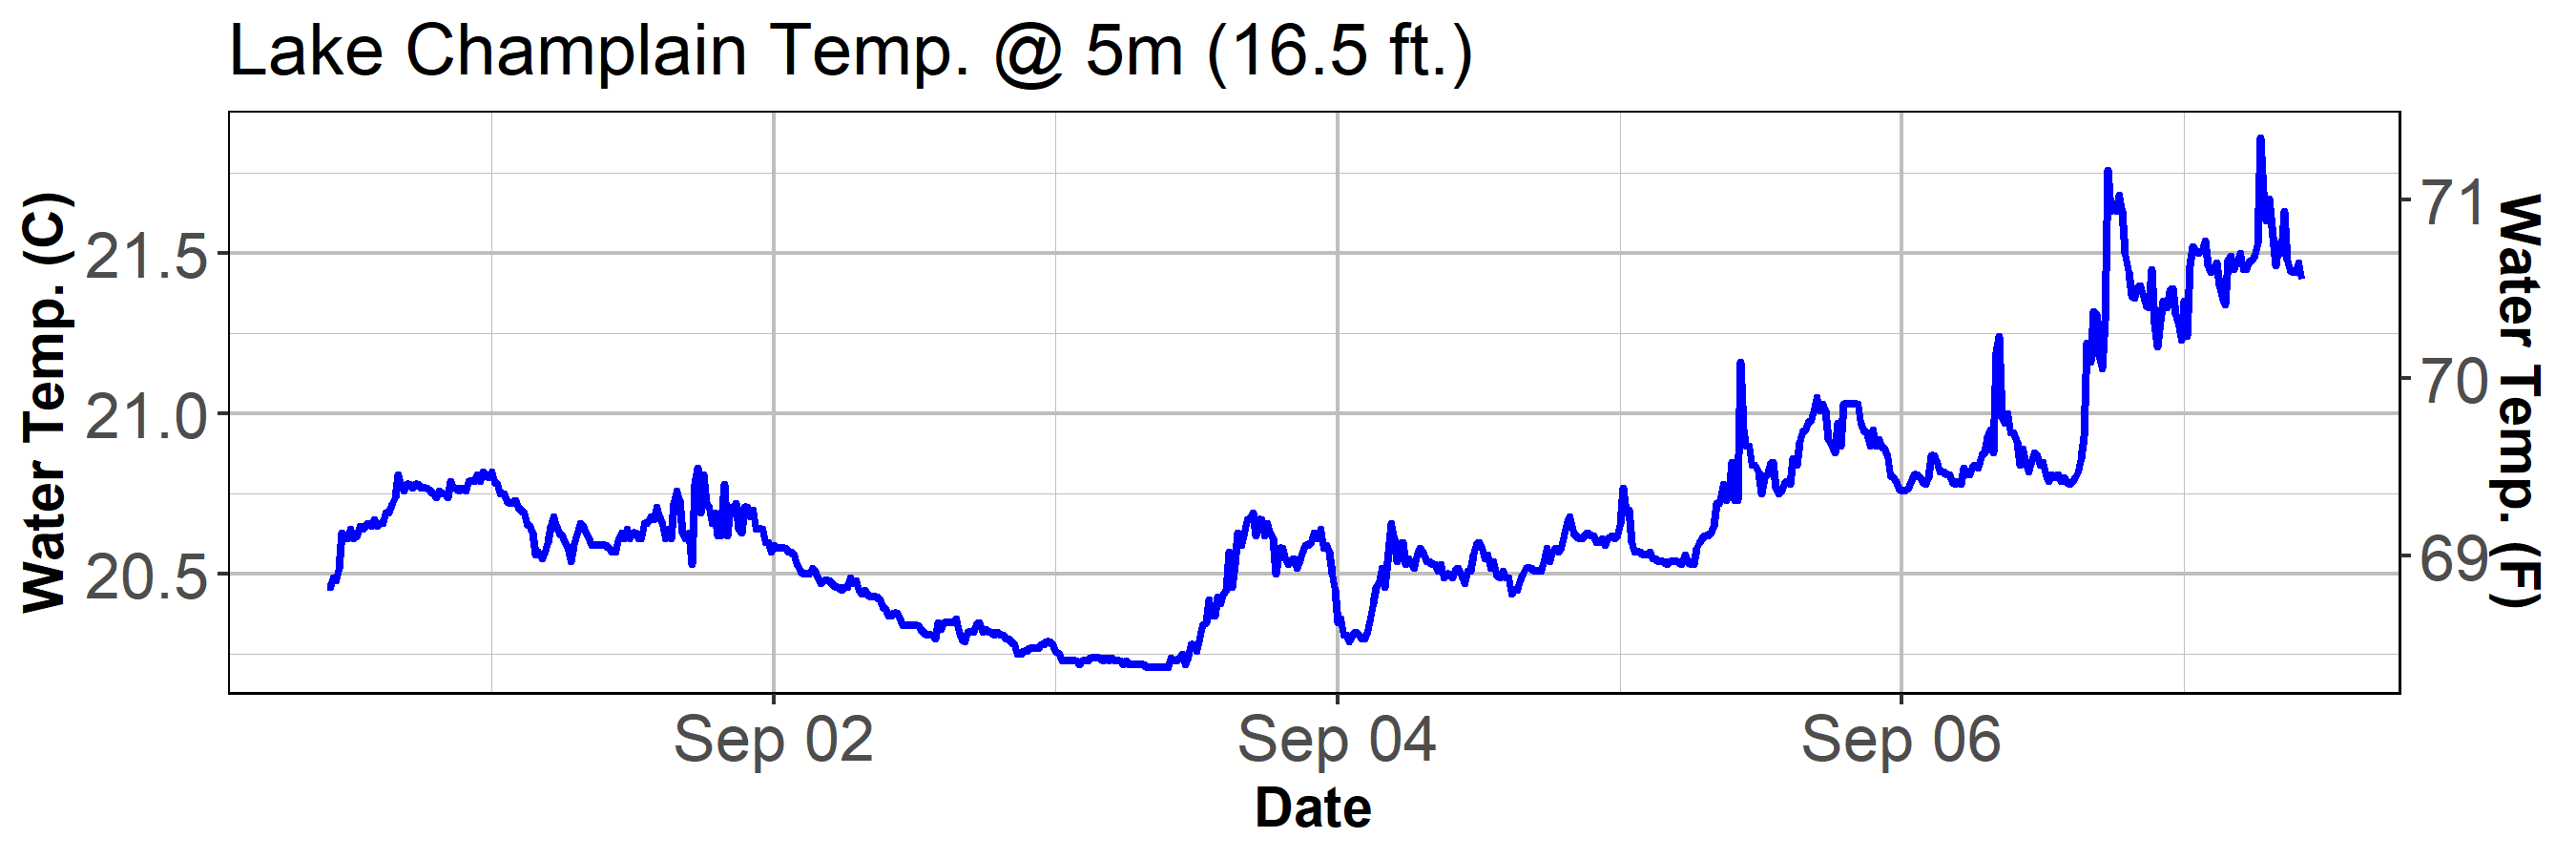 Lake Champlain Temp. @ 5m (16.5 ft.)
Water Temp. (C)
21.5
21.0
20.5
71
70
69
Water Temp. (F)
Sep 02
Sep 04
Sep 06
Date